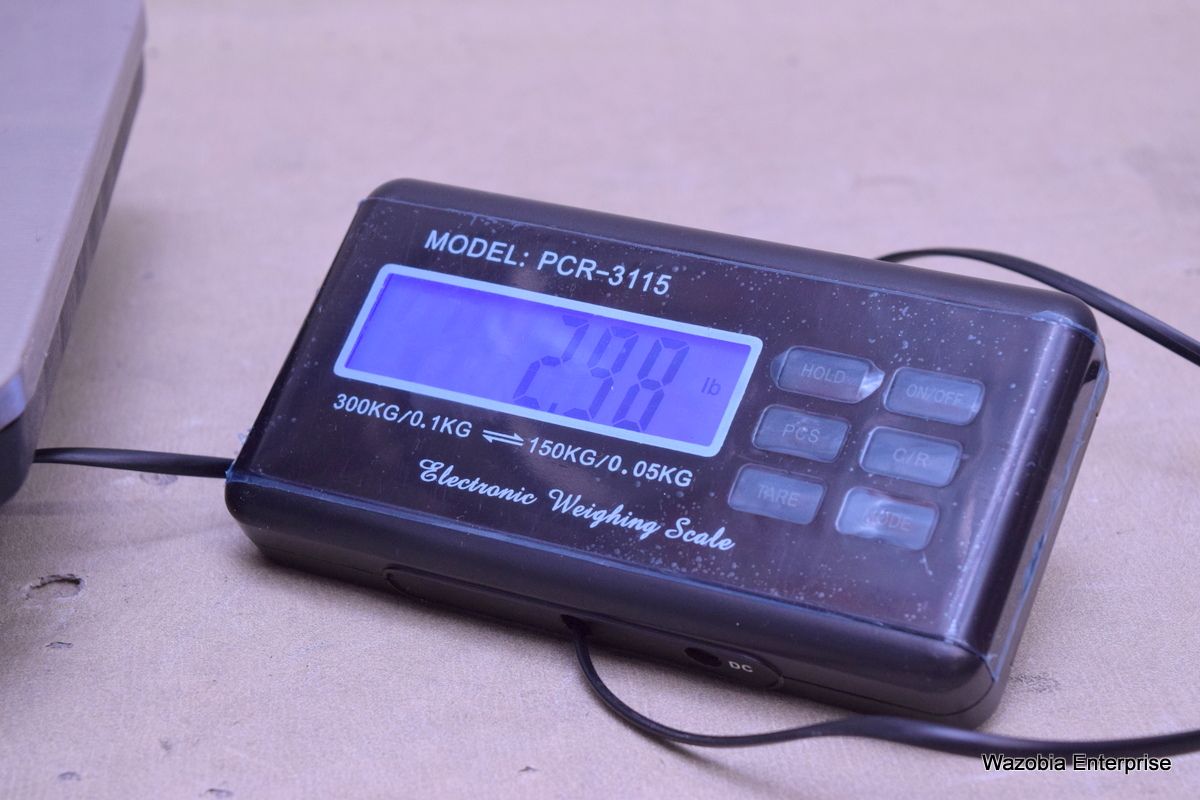 MODEL: PCR-3115
2.98 lb
300KG/0.1KG ⇌ 150KG/0.05KG
Electronic Weighing Scale
HOLD
ON/OFF
PCS
C/R
TARE
MODE
DC
Wazobia Enterprise